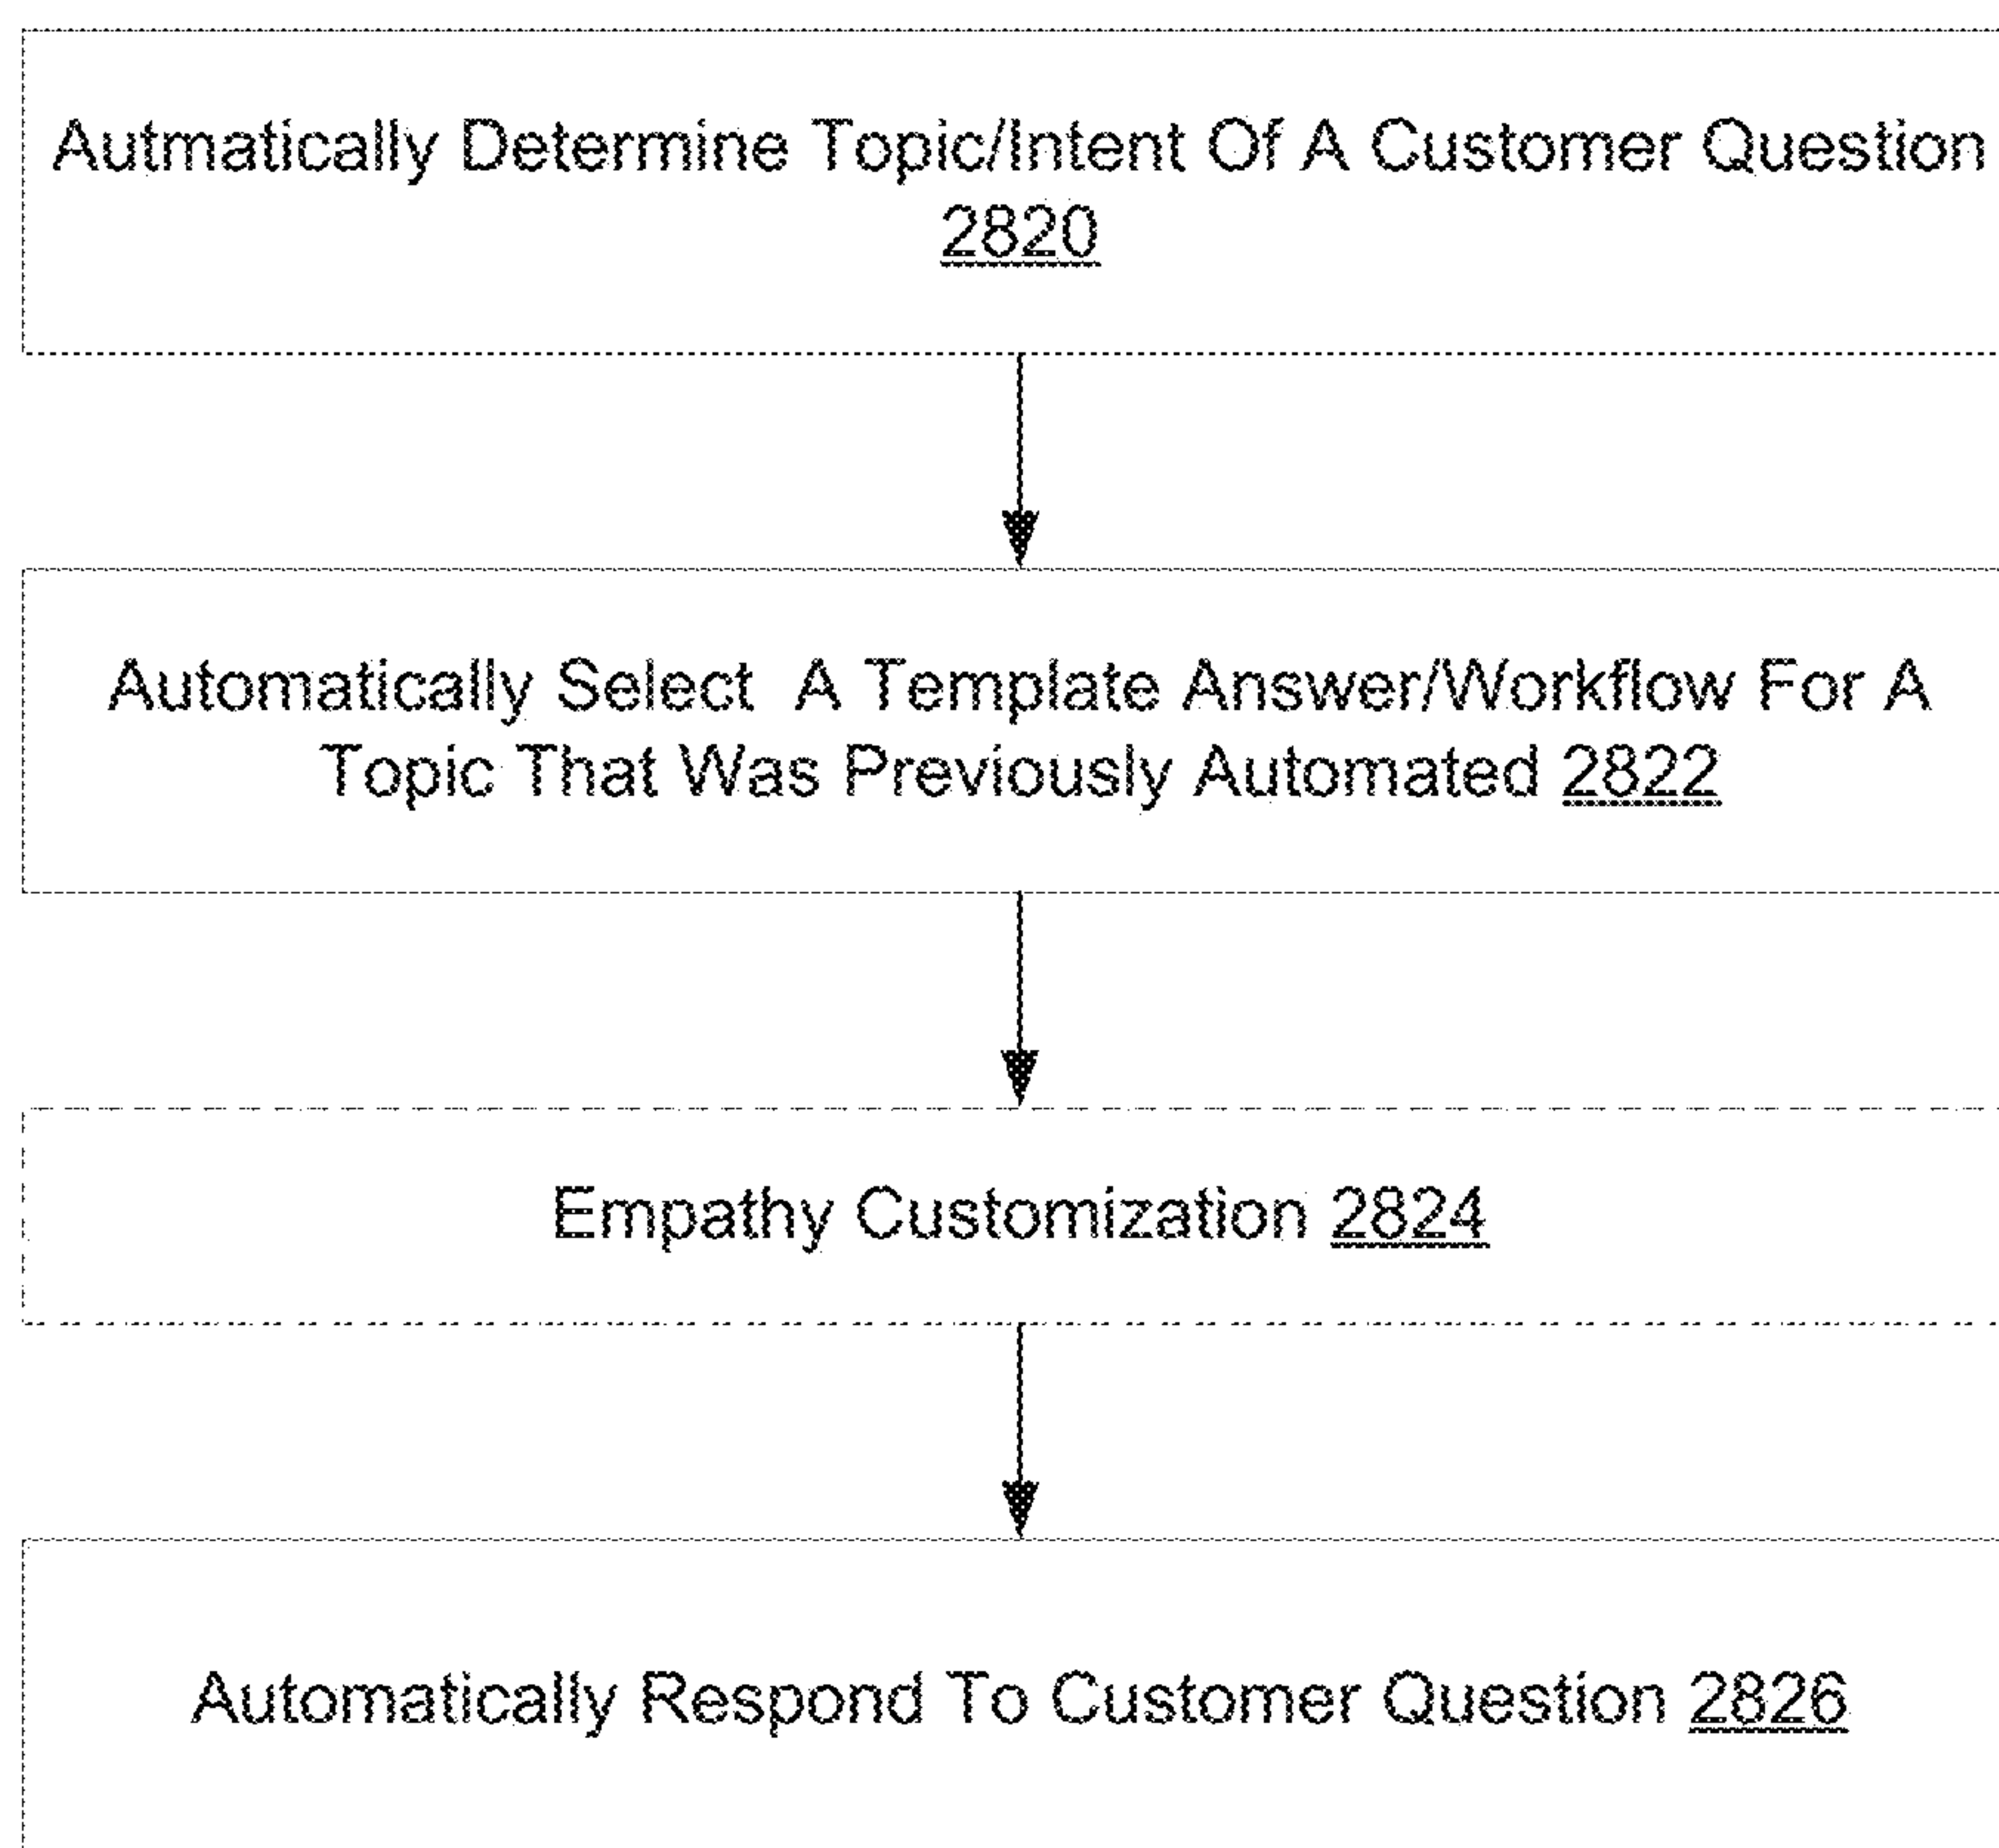 Autmatically Determine Topic/Intent Of A Customer Question
2820
Automatically Select A Template Answer/Workflow For A
Topic That Was Previously Automated 2822
Empathy Customization 2824
Automatically Respond To Customer Question 2826